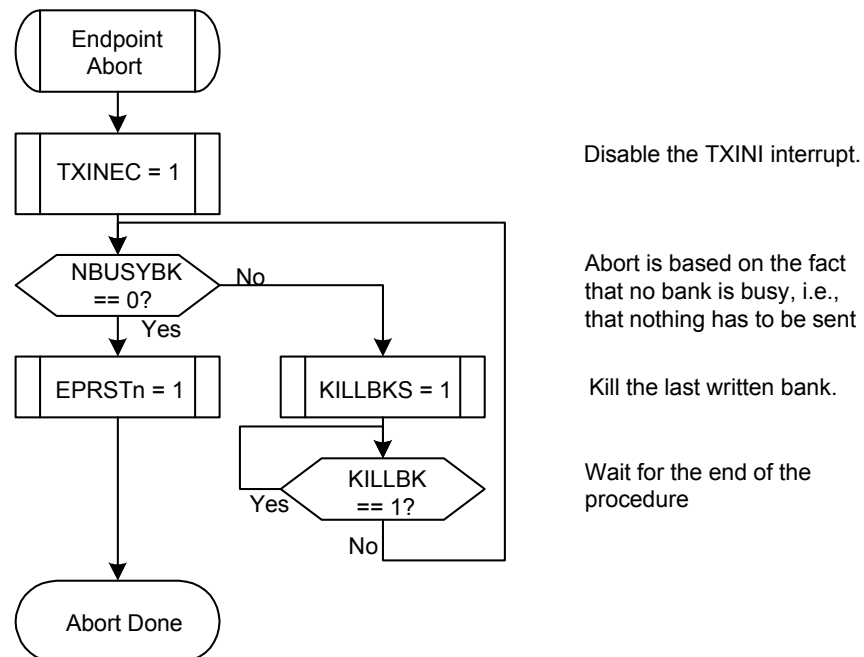 Endpoint
Abort
TXINEC = 1
Disable the TXINI interrupt.
NBUSYBK
== 0?
No
Yes
Abort is based on the fact
that no bank is busy, i.e.,
that nothing has to be sent
EPRSTn = 1
KILLBKS = 1
Kill the last written bank.
KILLBK
== 1?
Yes
No
Wait for the end of the
procedure
Abort Done